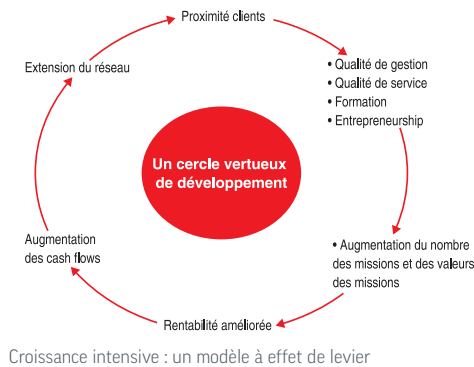 Proximité clients
• Qualité de gestion
• Qualité de service
• Formation
• Entrepreneurship
• Augmentation du nombre
des missions et des valeurs
des missions
Rentabilité améliorée
Augmentation
des cash flows
Extension du réseau
Un cercle vertueux
de développement
Croissance intensive : un modèle à effet de levier